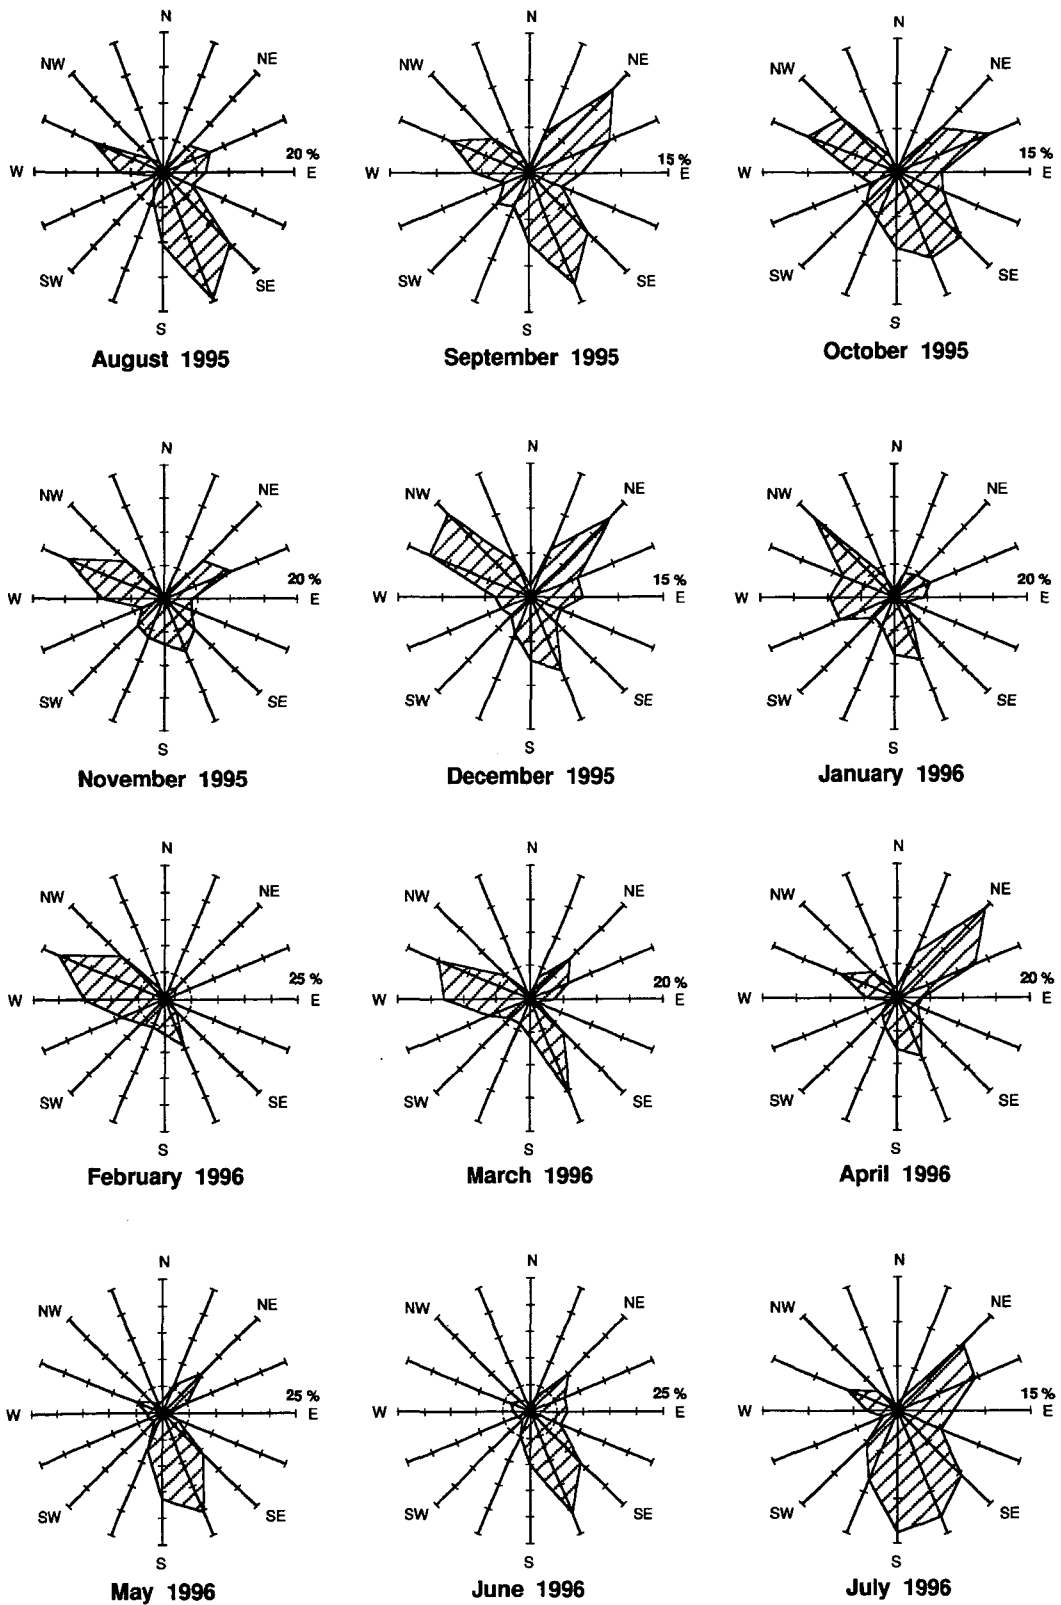 N N N
NW NE NW NE NW NE
20 % 15 % 15 %
W E W E W E
SW SE SW SE SW SE
S S S
August 1995 September 1995 October 1995
N N N
NW NE NW NE NW NE
20 % 15 % 20 %
W E W E W E
SW SE SW SE SW SE
S S S
November 1995 December 1995 January 1996
N N N
NW NE NW NE NW NE
25 % 20 % 20 %
W E W E W E
SW SE SW SE SW SE
S S S
February 1996 March 1996 April 1996
N N N
NW NE NW NE NW NE
25 % 25 % 15 %
W E W E W E
SW SE SW SE SW SE
S S S
May 1996 June 1996 July 1996